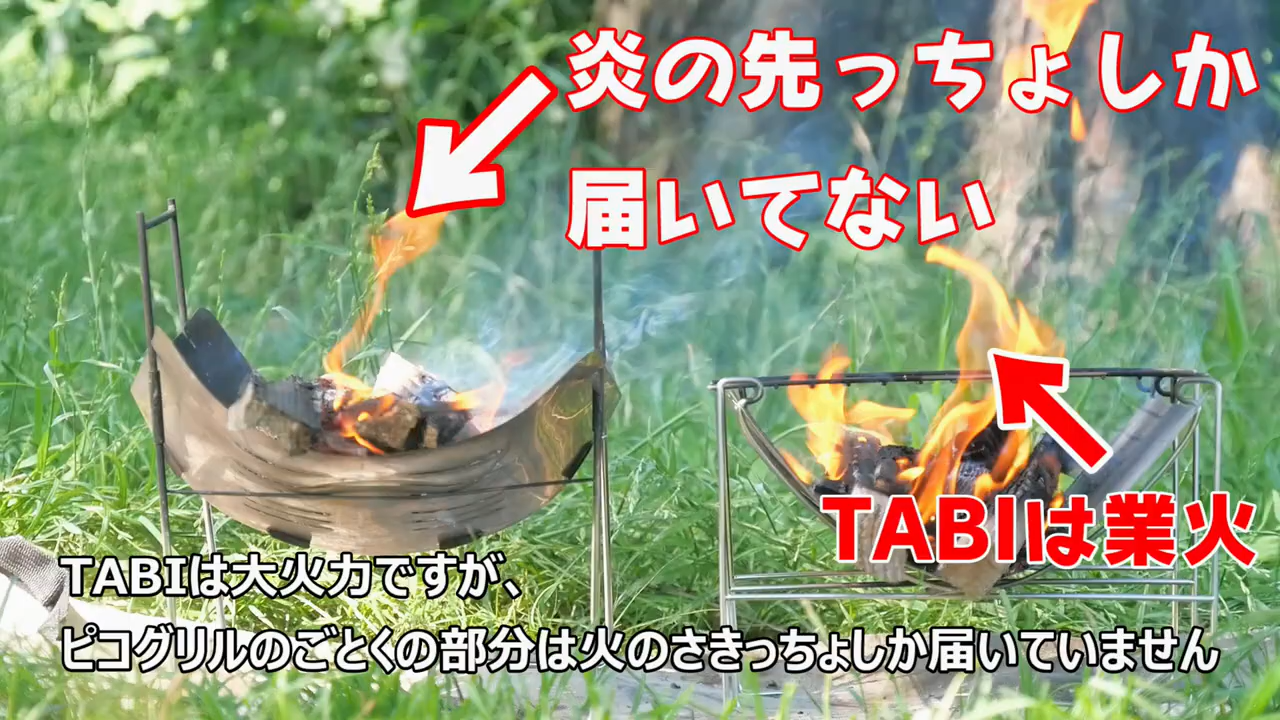 炎の先っちょしか
届いてない
TABIは業火
TABIは大火力ですが、
ピコグリルのごとくの部分は火のさきっちょしか届いていません